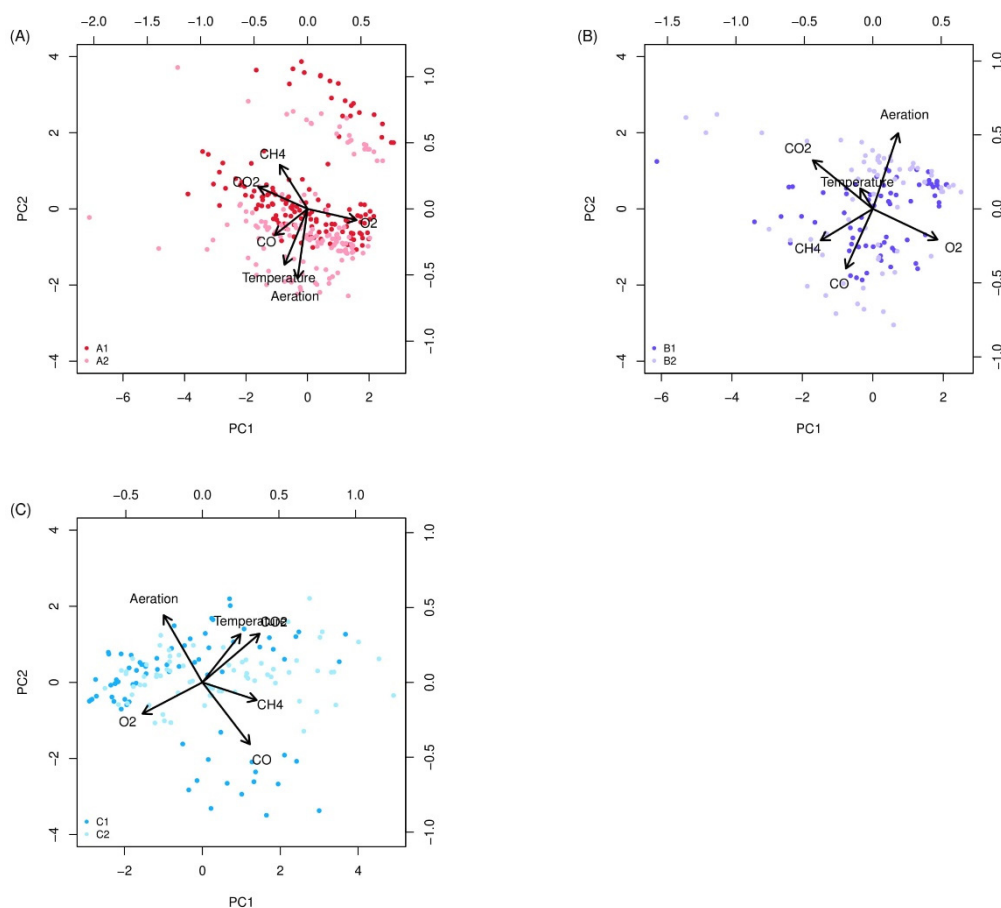 (A)
−2.0 −1.5 −1.0 −0.5 0.0 0.5
4
2
0
−2
−4
PC2
1.0
0.5
0.0
−0.5
−1.0
CH4
CO2
O2
CO
Temperature
Aeration
A1
A2
−6 −4 −2 0 2
PC1
(B)
−1.5 −1.0 −0.5 0.0 0.5
4
2
0
−2
−4
PC2
1.0
0.5
0.0
−0.5
−1.0
Aeration
CO2
Temperature
CH4
O2
CO
B1
B2
−6 −4 −2 0 2
PC1
(C)
−0.5 0.0 0.5 1.0
4
2
0
−2
−4
PC2
1.0
0.5
0.0
−0.5
−1.0
Aeration
Temperature
CO2
CH4
O2
CO
C1
C2
−2 0 2 4
PC1